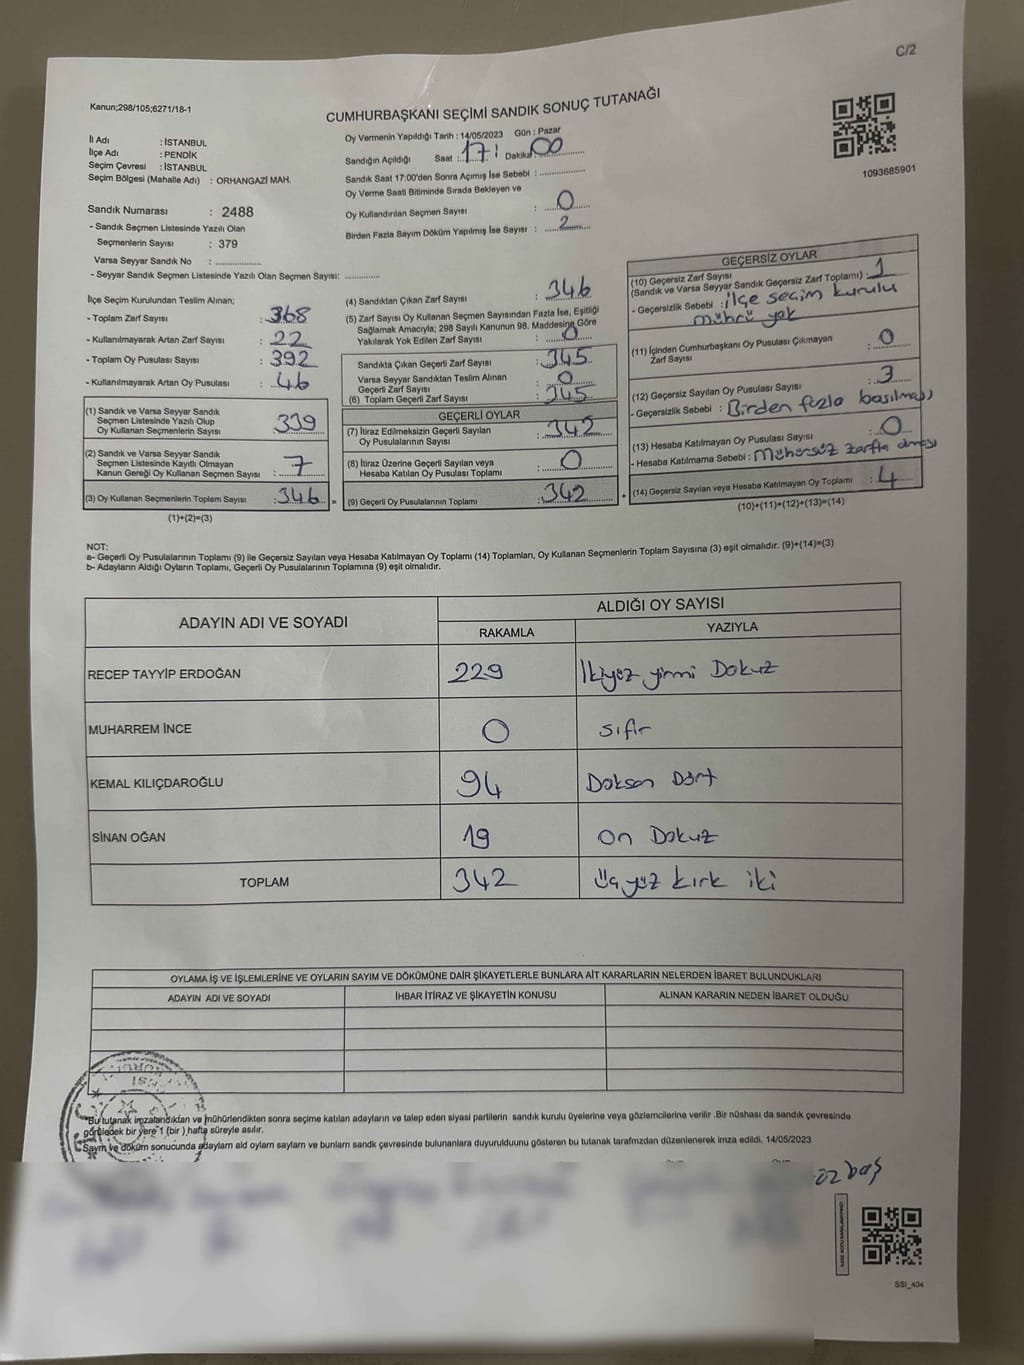 C/2
Kanun;298/105;6271/18-1
CUMHURBAŞKANI SEÇİMİ SANDIK SONUÇ TUTANAĞI
1093685901
İl Adı : İSTANBUL
İlçe Adı : PENDİK
Seçim Çevresi : İSTANBUL
Seçim Bölgesi (Mahalle Adı) : ORHANGAZİ MAH.
Sandık Numarası : 2488
- Sandık Seçmen Listesinde Yazılı Olan
Seçmenlerin Sayısı : 379
Varsa Seyyar Sandık No : ................
- Seyyar Sandık Seçmen Listesinde Yazılı Olan Seçmen Sayısı: ............
Oy Vermenin Yapıldığı Tarih : 14/05/2023 Gün : Pazar
Sandığın Açıldığı Saat : 17: Dakika: 00
Sandık Saat 17:00'den Sonra Açımış İse Sebebi : ................
Oy Verme Saati Bitiminde Sırada Bekleyen ve
Oy Kullandırılan Seçmen Sayısı : 0
Birden Fazla Sayım Döküm Yapılmış İse Sayısı : 2
İlçe Seçim Kurulundan Teslim Alınan;
- Toplam Zarf Sayısı : 368
- Kullanılmayarak Artan Zarf Sayısı : 22
- Toplam Oy Pusulası Sayısı : 392
- Kullanılmayarak Artan Oy Pusulası : 46
(1) Sandık ve Varsa Seyyar Sandık
Seçmen Listesinde Yazılı Olup
Oy Kullanan Seçmenlerin Sayısı : 339
(2) Sandık ve Varsa Seyyar Sandık
Seçmen Listesinde Kayıtlı Olmayan
Kanun Gereği Oy Kullanan Seçmen Sayısı : 7
(3) Oy Kullanan Seçmenlerin Toplam Sayısı : 346
(1)+(2)=(3)
(4) Sandıktan Çıkan Zarf Sayısı : 346
(5) Zarf Sayısı Oy Kullanan Seçmen Sayısından Fazla İse, Eşitliği
Sağlamak Amacıyla; 298 Sayılı Kanunun 98. Maddesine Göre
Yakılarak Yok Edilen Zarf Sayısı : 0
Sandıkta Çıkan Geçerli Zarf Sayısı : 345
Varsa Seyyar Sandıktan Teslim Alınan
Geçerli Zarf Sayısı : 0
(6) Toplam Geçerli Zarf Sayısı : 345
GEÇERLİ OYLAR
(7) İtiraz Edilmeksizin Geçerli Sayılan
Oy Pusulalarının Sayısı : 342
(8) İtiraz Üzerine Geçerli Sayılan veya
Hesaba Katılan Oy Pusulası Toplamı : 0
= (9) Geçerli Oy Pusulalarının Toplamı : 342 +
GEÇERSİZ OYLAR
(10) Geçersiz Zarf Sayısı
(Sandık ve Varsa Seyyar Sandık Geçersiz Zarf Toplamı) : 1
- Geçersizlik Sebebi : ilçe seçim kurulu
mührü yok
(11) İçinden Cumhurbaşkanı Oy Pusulası Çıkmayan
Zarf Sayısı : 0
(12) Geçersiz Sayılan Oy Pusulası Sayısı : 3
- Geçersizlik Sebebi : Birden fazla basılması
(13) Hesaba Katılmayan Oy Pusulası Sayısı : 0
- Hesaba Katılmama Sebebi : Mühürsüz zarfta olması
(14) Geçersiz Sayılan veya Hesaba Katılmayan Oy Toplamı : 4
(10)+(11)+(12)+(13)=(14)
NOT:
a- Geçerli Oy Pusulalarının Toplamı (9) ile Geçersiz Sayılan veya Hesaba Katılmayan Oy Toplamı (14) Toplamları, Oy Kullanan Seçmenlerin Toplam Sayısına (3) eşit olmalıdır. (9)+(14)=(3)
b- Adayların Aldığı Oyların Toplamı, Geçerli Oy Pusulalarının Toplamına (9) eşit olmalıdır.
ADAYIN ADI VE SOYADI
ALDIĞI OY SAYISI
RAKAMLA YAZIYLA
RECEP TAYYİP ERDOĞAN 229 İkiyüz yirmi Dokuz
MUHARREM İNCE 0 sıfır
KEMAL KILIÇDAROĞLU 94 Doksan Dört
SİNAN OĞAN 19 on Dokuz
TOPLAM 342 üçyüz kırk iki
OYLAMA İŞ VE İŞLEMLERİNE VE OYLARIN SAYIM VE DÖKÜMÜNE DAİR ŞİKAYETLERLE BUNLARA AİT KARARLARIN NELERDEN İBARET BULUNDUKLARI
ADAYIN ADI VE SOYADI İHBAR İTİRAZ VE ŞİKAYETİN KONUSU ALINAN KARARIN NEDEN İBARET OLDUĞU
"Bu tutanak imzalandıktan ve mühürlendikten sonra seçime katılan adayların ve talep eden siyasi partilerin sandık kurulu üyelerine veya gözlemcilerine verilir .Bir nüshası da sandık çevresinde
görülecek bir yere 1 (bir ) hafta süreyle asılır.
Sayım ve döküm sonucunda adayların ald oyların sayların ve bunların sandk çevresinde bulunanlara duyurulduunu gösteren bu tutanak tarafmzdan düzenlenerek imza edildi. 14/05/2023
özbaş
SSI_404